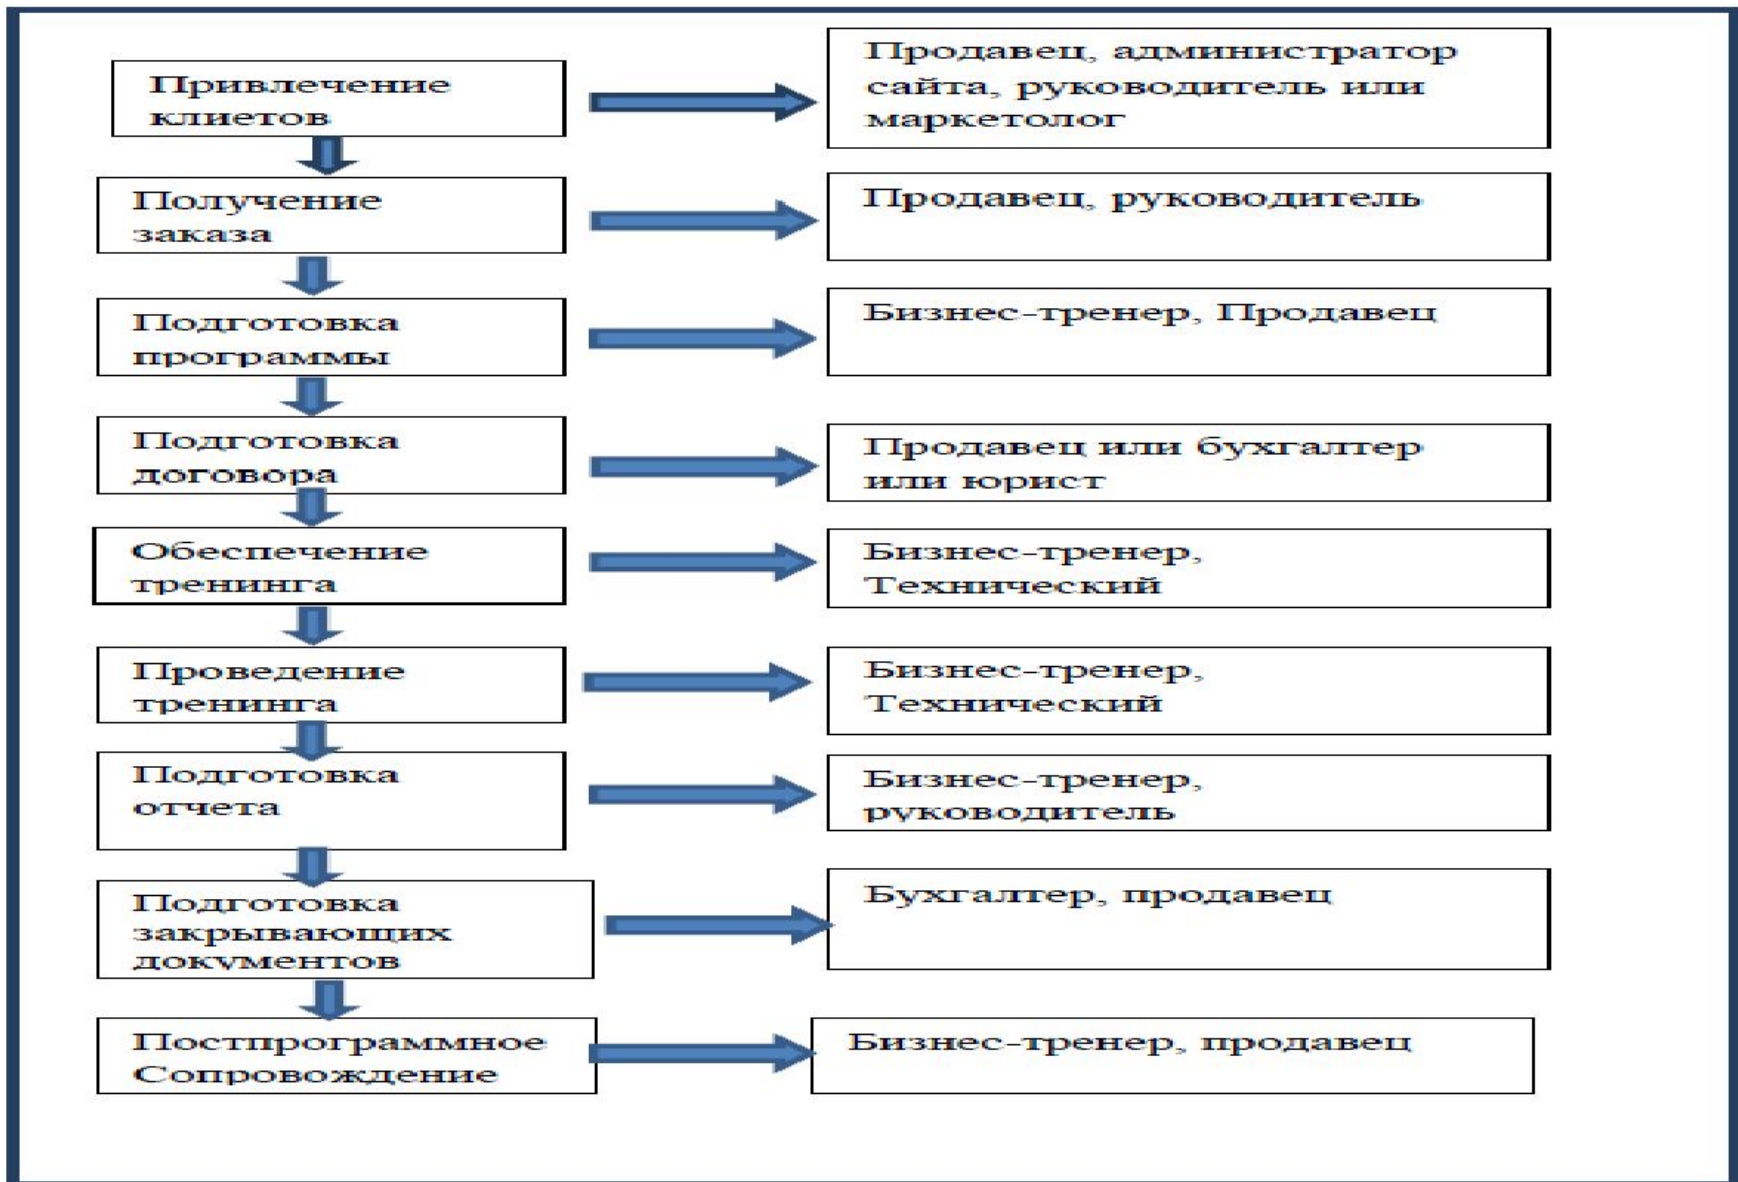 Привлечение
клиетов
Продавец, администратор
сайта, руководитель или
маркетолог
Получение
заказа
Продавец, руководитель
Подготовка
программы
Бизнес-тренер, Продавец
Подготовка
договора
Продавец или бухгалтер
или юрист
Обеспечение
тренинга
Бизнес-тренер,
Технический
Проведение
тренинга
Бизнес-тренер,
Технический
Подготовка
отчета
Бизнес-тренер,
руководитель
Подготовка
закрывающих
документов
Бухгалтер, продавец
Постпрограммное
Сопровождение
Бизнес-тренер, продавец